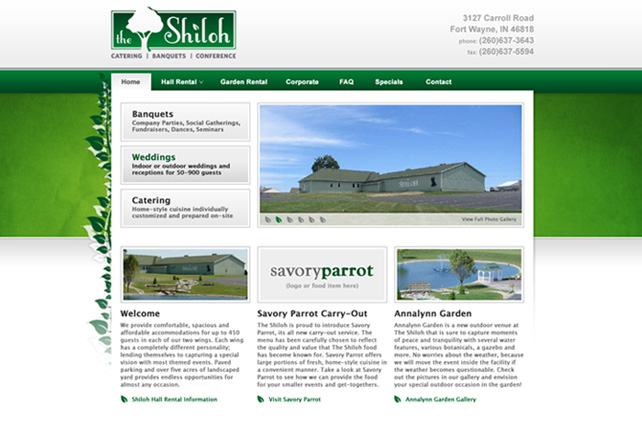 the Shiloh
CATERING | BANQUETS | CONFERENCE
3127 Carroll Road
Fort Wayne, IN 46818
phone: (260)637-3643
fax: (260)637-5594
Home Hall Rental Garden Rental Corporate FAQ Specials Contact
Banquets
Company Parties, Social Gatherings,
Fundraisers, Dances, Seminars
Weddings
Indoor or outdoor weddings and
receptions for 50-900 guests
Catering
Home-style cuisine individually
customized and prepared on-site
SHILOH
View Full Photo Gallery
Welcome
We provide comfortable, spacious and
affordable accommodations for up to 450
guests in each of our two wings. Each wing
has a completely different personality;
lending themselves to capturing a special
vision with most themed events. Paved
parking and over five acres of landscaped
yard provides endless opportunities for
almost any occasion.
Shiloh Hall Rental Information
savoryparrot
(logo or food item here)
Savory Parrot Carry-Out
The Shiloh is proud to introduce Savory
Parrot, its all new carry-out service. The
menu has been carefully chosen to reflect
the quality and value that The Shiloh food
has become known for. Savory Parrot offers
large portions of fresh, home-style cuisine in
a convenient manner. Take a look at Savory
Parrot to see how we can provide the food
for your smaller events and get-togethers.
Visit Savory Parrot
Annalynn Garden
Annalynn Garden is a new outdoor venue at
The Shiloh that is sure to capture moments
of peace and tranquility with several water
features, various botanicals, a gazebo and
more. No worries about the weather, because
we will move the event inside the facility if
the weather becomes questionable. Check
out the pictures in our gallery and envision
your special outdoor occasion in the garden!
Annalynn Garden Gallery